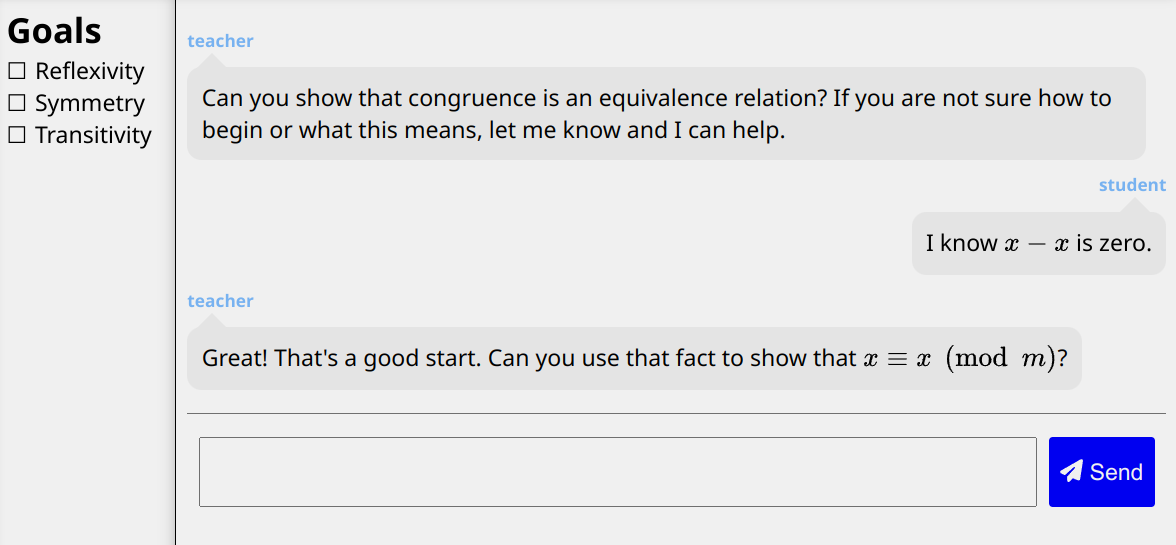 Goals
☐ Reflexivity
☐ Symmetry
☐ Transitivity
teacher
Can you show that congruence is an equivalence relation? If you are not sure how to
begin or what this means, let me know and I can help.
student
I know x − x is zero.
teacher
Great! That's a good start. Can you use that fact to show that x ≡ x (mod m)?
Send